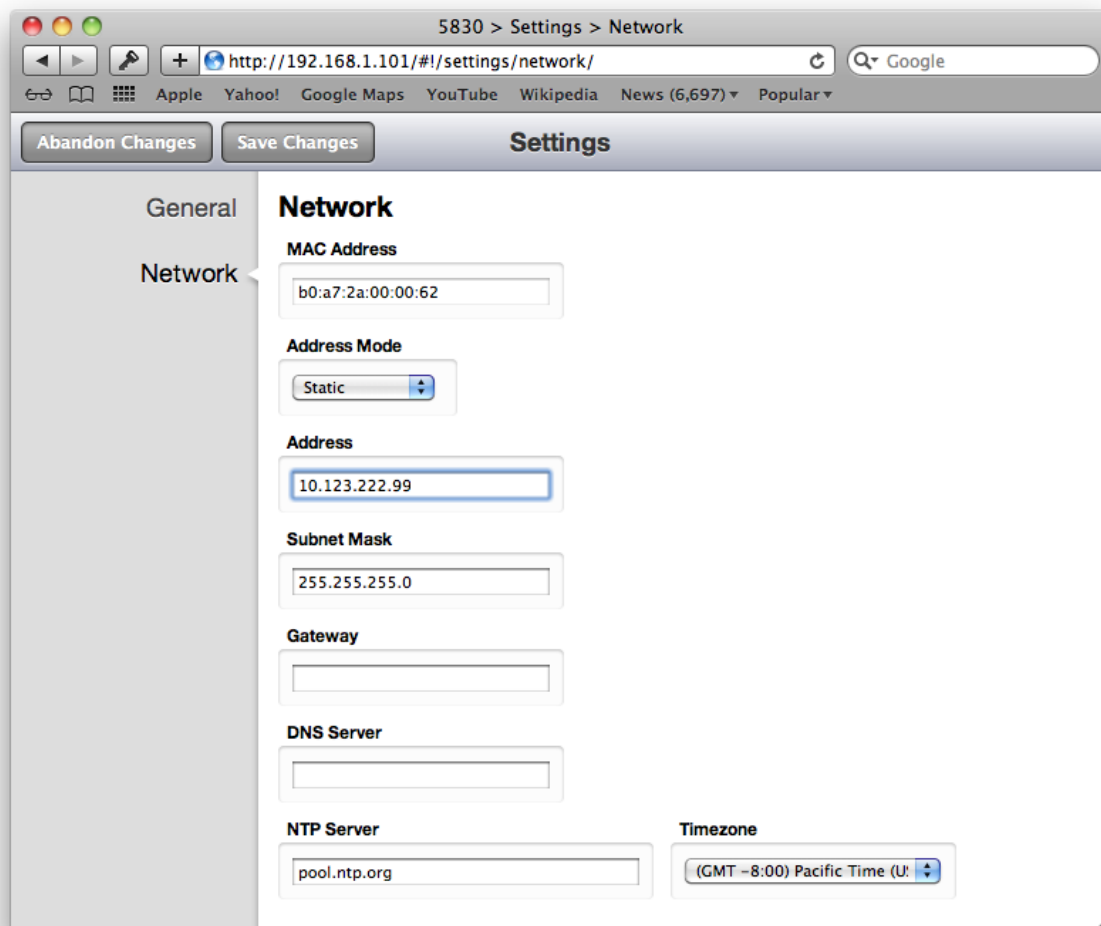 5830 > Settings > Network
http://192.168.1.101/#!/settings/network/
Google
Apple Yahoo! Google Maps YouTube Wikipedia News (6,697) Popular
Abandon Changes Save Changes Settings
General
Network
Network
MAC Address
b0:a7:2a:00:00:62
Address Mode
Static
Address
10.123.222.99
Subnet Mask
255.255.255.0
Gateway
DNS Server
NTP Server
pool.ntp.org
Timezone
(GMT -8:00) Pacific Time (U